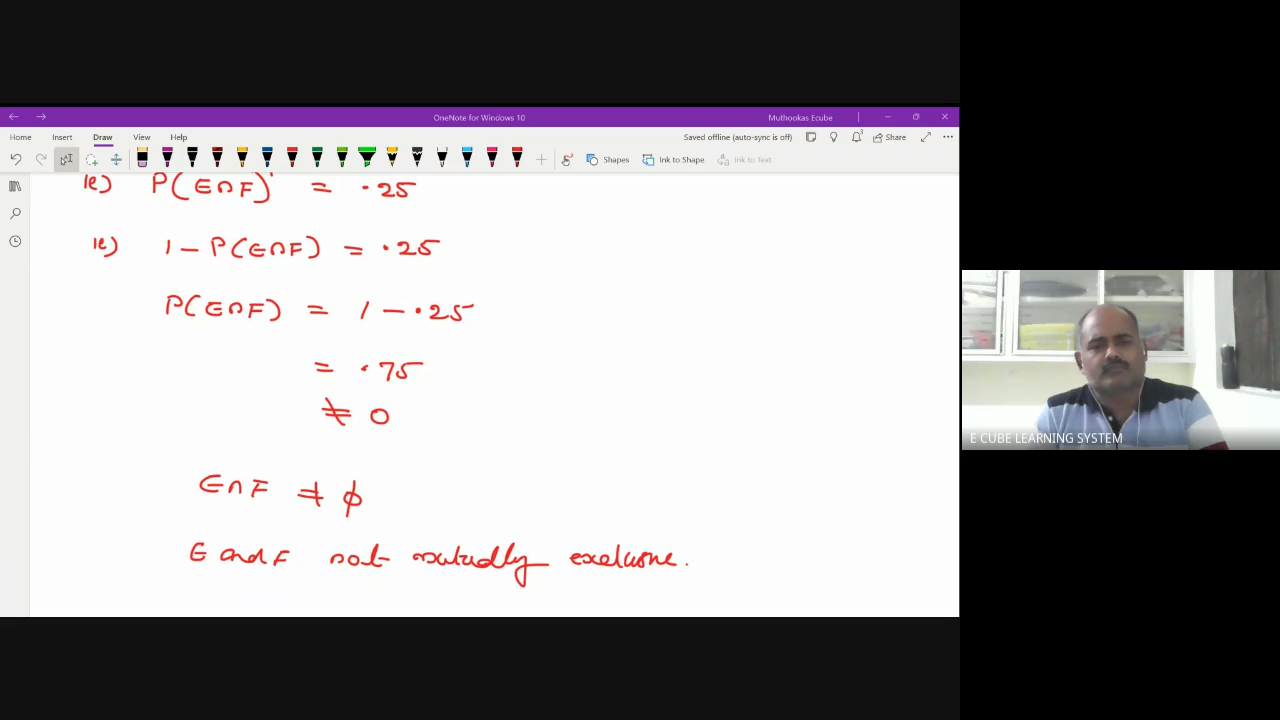 OneNote for Windows 10
Muthookas Ecube
Home Insert Draw View Help
Saved offline (auto-sync is off)
Share
Shapes
Ink to Shape
Ink to Text
ie) P(E∩F)' = .25
ie) 1 - P(E∩F) = .25
P(E∩F) = 1 - .25
= .75
≠ 0
E∩F ≠ ϕ
E and F not mutually exclusive.
E CUBE LEARNING SYSTEM